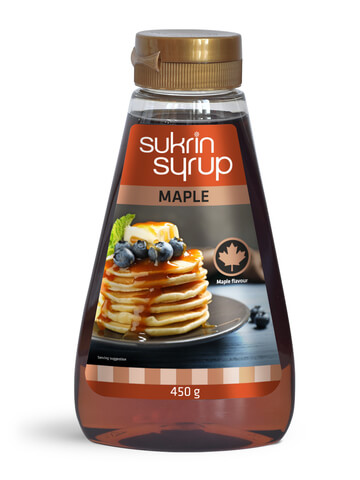 sukrin
syrup
MAPLE
Maple flavour
Serving suggestion
450 g